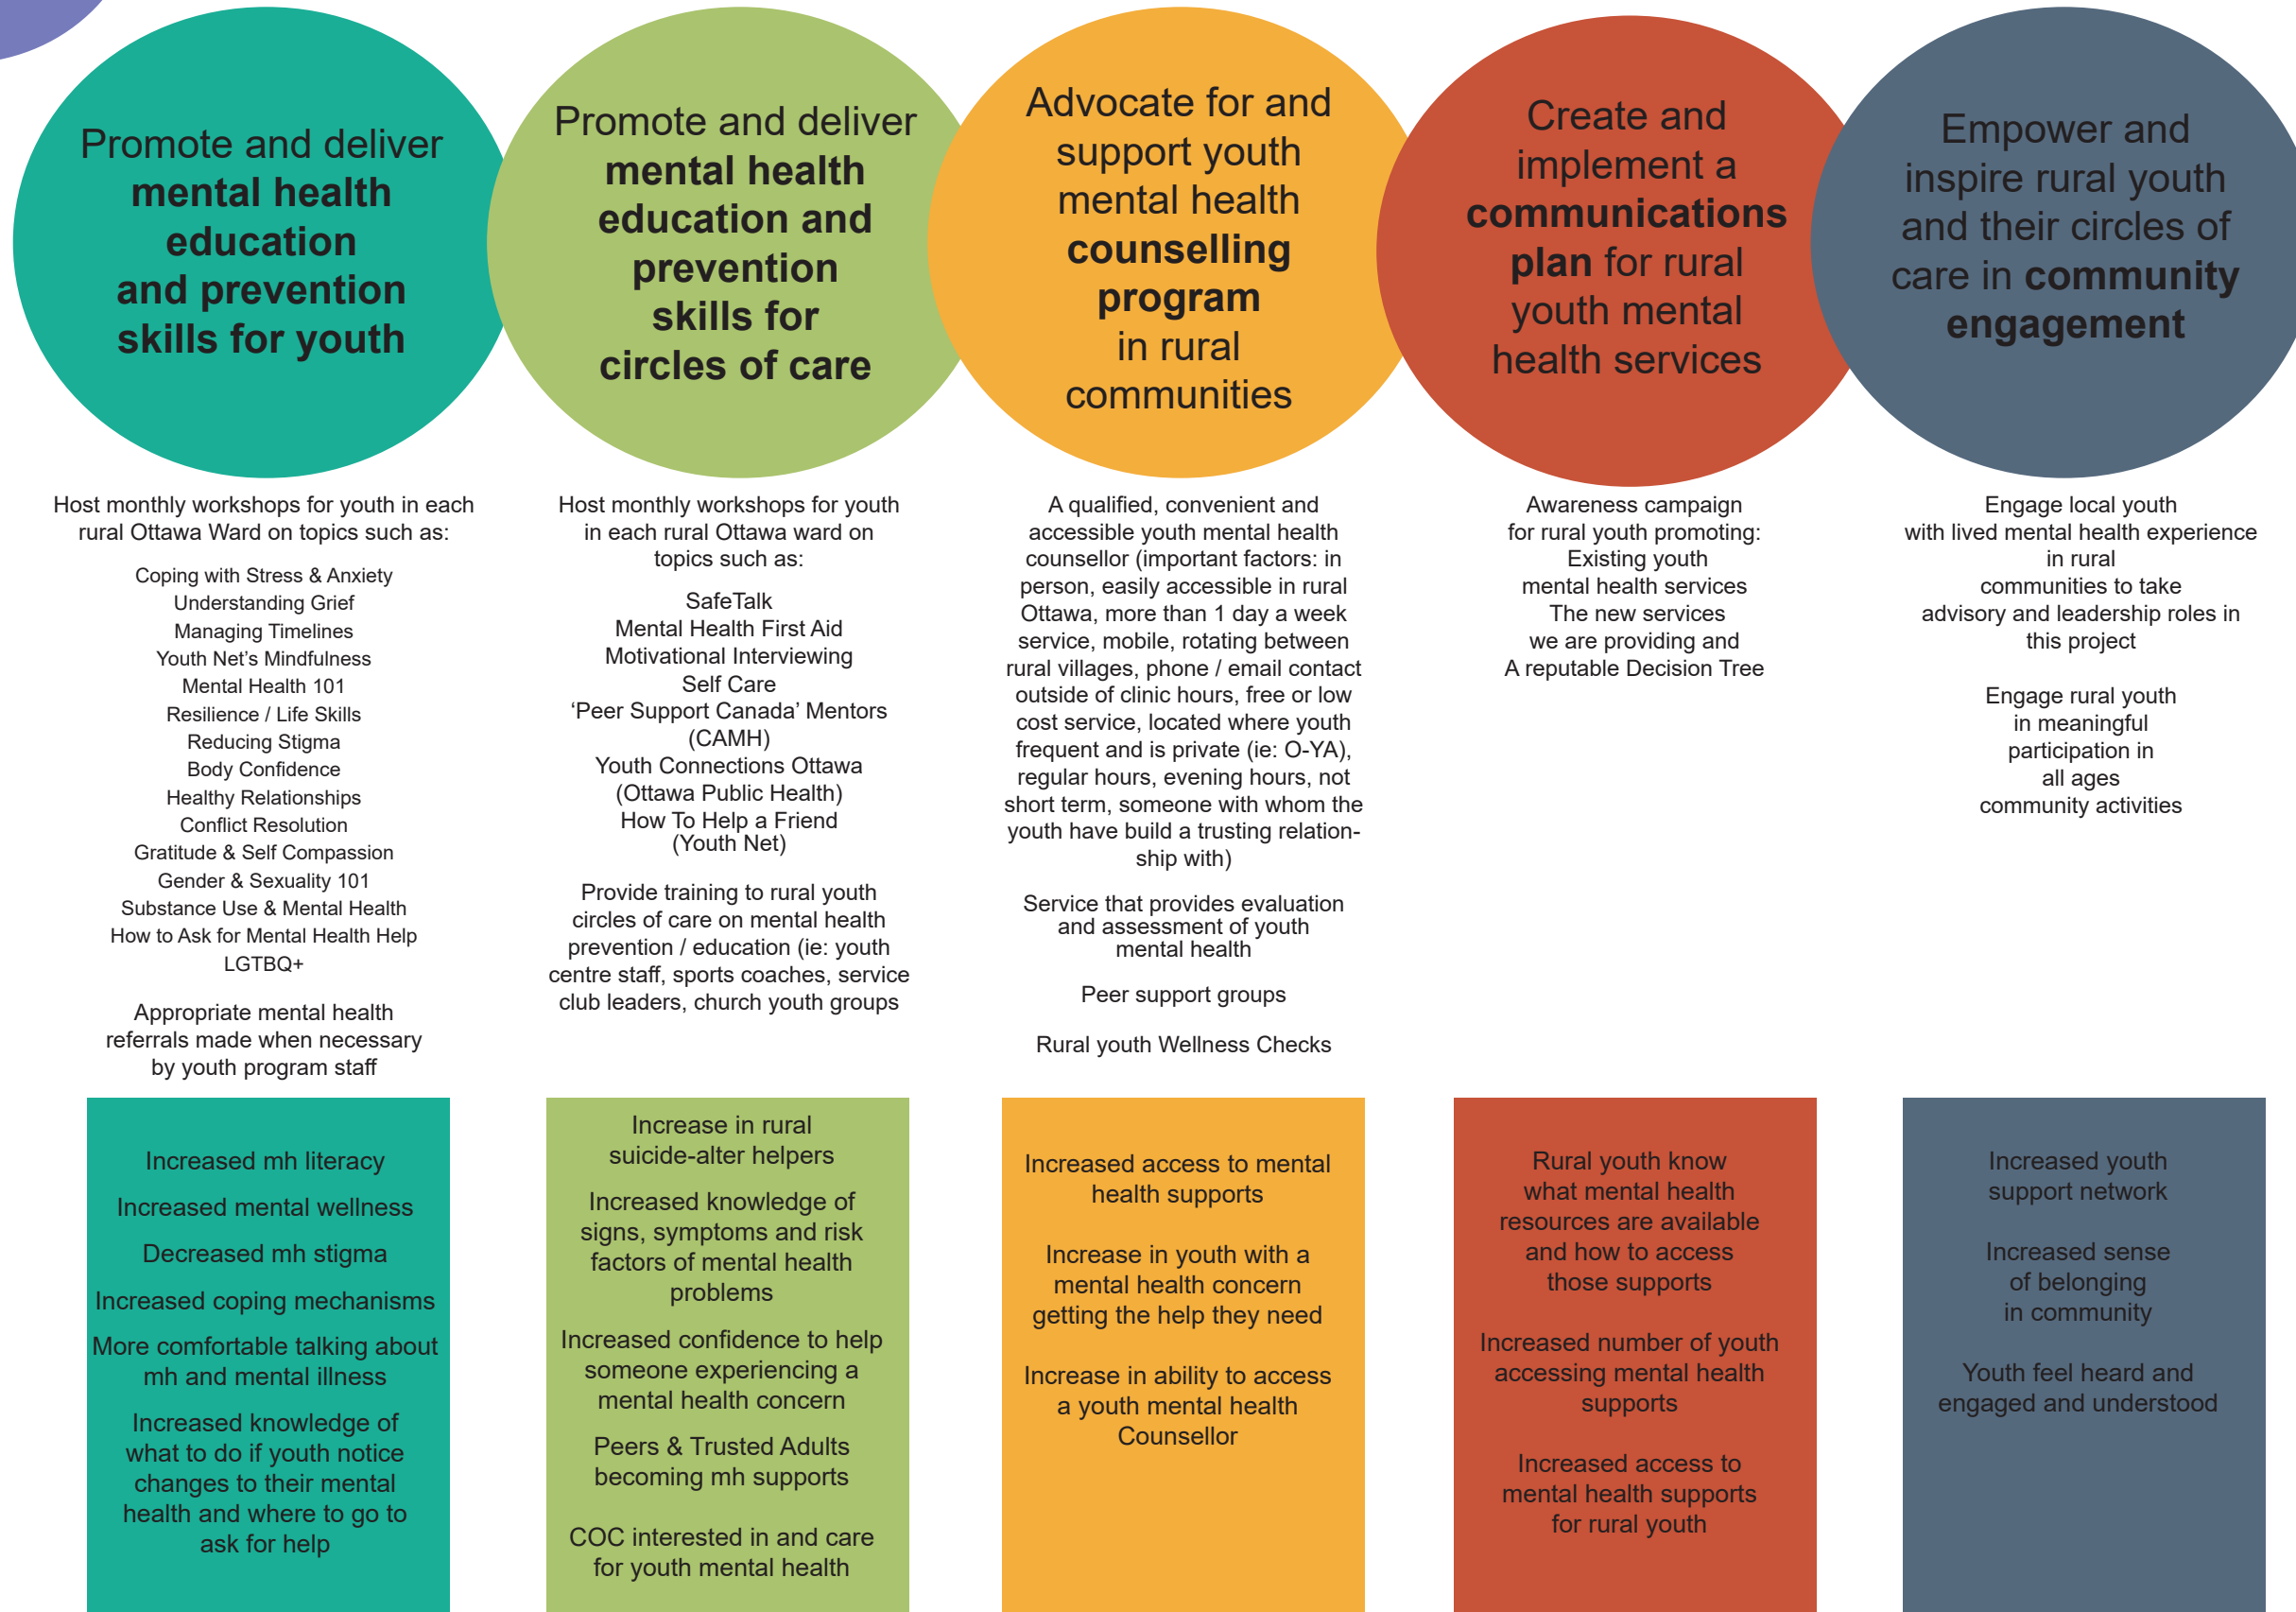 Promote and deliver
mental health
education
and prevention
skills for youth
Promote and deliver
mental health
education and
prevention
skills for
circles of care
Advocate for and
support youth
mental health
counselling
program
in rural
communities
Create and
implement a
communications
plan for rural
youth mental
health services
Empower and
inspire rural youth
and their circles of
care in community
engagement
Host monthly workshops for youth in each
rural Ottawa Ward on topics such as:
Coping with Stress & Anxiety
Understanding Grief
Managing Timelines
Youth Net’s Mindfulness
Mental Health 101
Resilience / Life Skills
Reducing Stigma
Body Confidence
Healthy Relationships
Conflict Resolution
Gratitude & Self Compassion
Gender & Sexuality 101
Substance Use & Mental Health
How to Ask for Mental Health Help
LGTBQ+
Appropriate mental health
referrals made when necessary
by youth program staff
Host monthly workshops for youth
in each rural Ottawa ward on
topics such as:
SafeTalk
Mental Health First Aid
Motivational Interviewing
Self Care
‘Peer Support Canada’ Mentors
(CAMH)
Youth Connections Ottawa
(Ottawa Public Health)
How To Help a Friend
(Youth Net)
Provide training to rural youth
circles of care on mental health
prevention / education (ie: youth
centre staff, sports coaches, service
club leaders, church youth groups
A qualified, convenient and
accessible youth mental health
counsellor (important factors: in
person, easily accessible in rural
Ottawa, more than 1 day a week
service, mobile, rotating between
rural villages, phone / email contact
outside of clinic hours, free or low
cost service, located where youth
frequent and is private (ie: O-YA),
regular hours, evening hours, not
short term, someone with whom the
youth have build a trusting relation-
ship with)
Service that provides evaluation
and assessment of youth
mental health
Peer support groups
Rural youth Wellness Checks
Awareness campaign
for rural youth promoting:
Existing youth
mental health services
The new services
we are providing and
A reputable Decision Tree
Engage local youth
with lived mental health experience
in rural
communities to take
advisory and leadership roles in
this project
Engage rural youth
in meaningful
participation in
all ages
community activities
Increased mh literacy
Increased mental wellness
Decreased mh stigma
Increased coping mechanisms
More comfortable talking about
mh and mental illness
Increased knowledge of
what to do if youth notice
changes to their mental
health and where to go to
ask for help
Increase in rural
suicide-alter helpers
Increased knowledge of
signs, symptoms and risk
factors of mental health
problems
Increased confidence to help
someone experiencing a
mental health concern
Peers & Trusted Adults
becoming mh supports
COC interested in and care
for youth mental health
Increased access to mental
health supports
Increase in youth with a
mental health concern
getting the help they need
Increase in ability to access
a youth mental health
Counsellor
Rural youth know
what mental health
resources are available
and how to access
those supports
Increased number of youth
accessing mental health
supports
Increased access to
mental health supports
for rural youth
Increased youth
support network
Increased sense
of belonging
in community
Youth feel heard and
engaged and understood